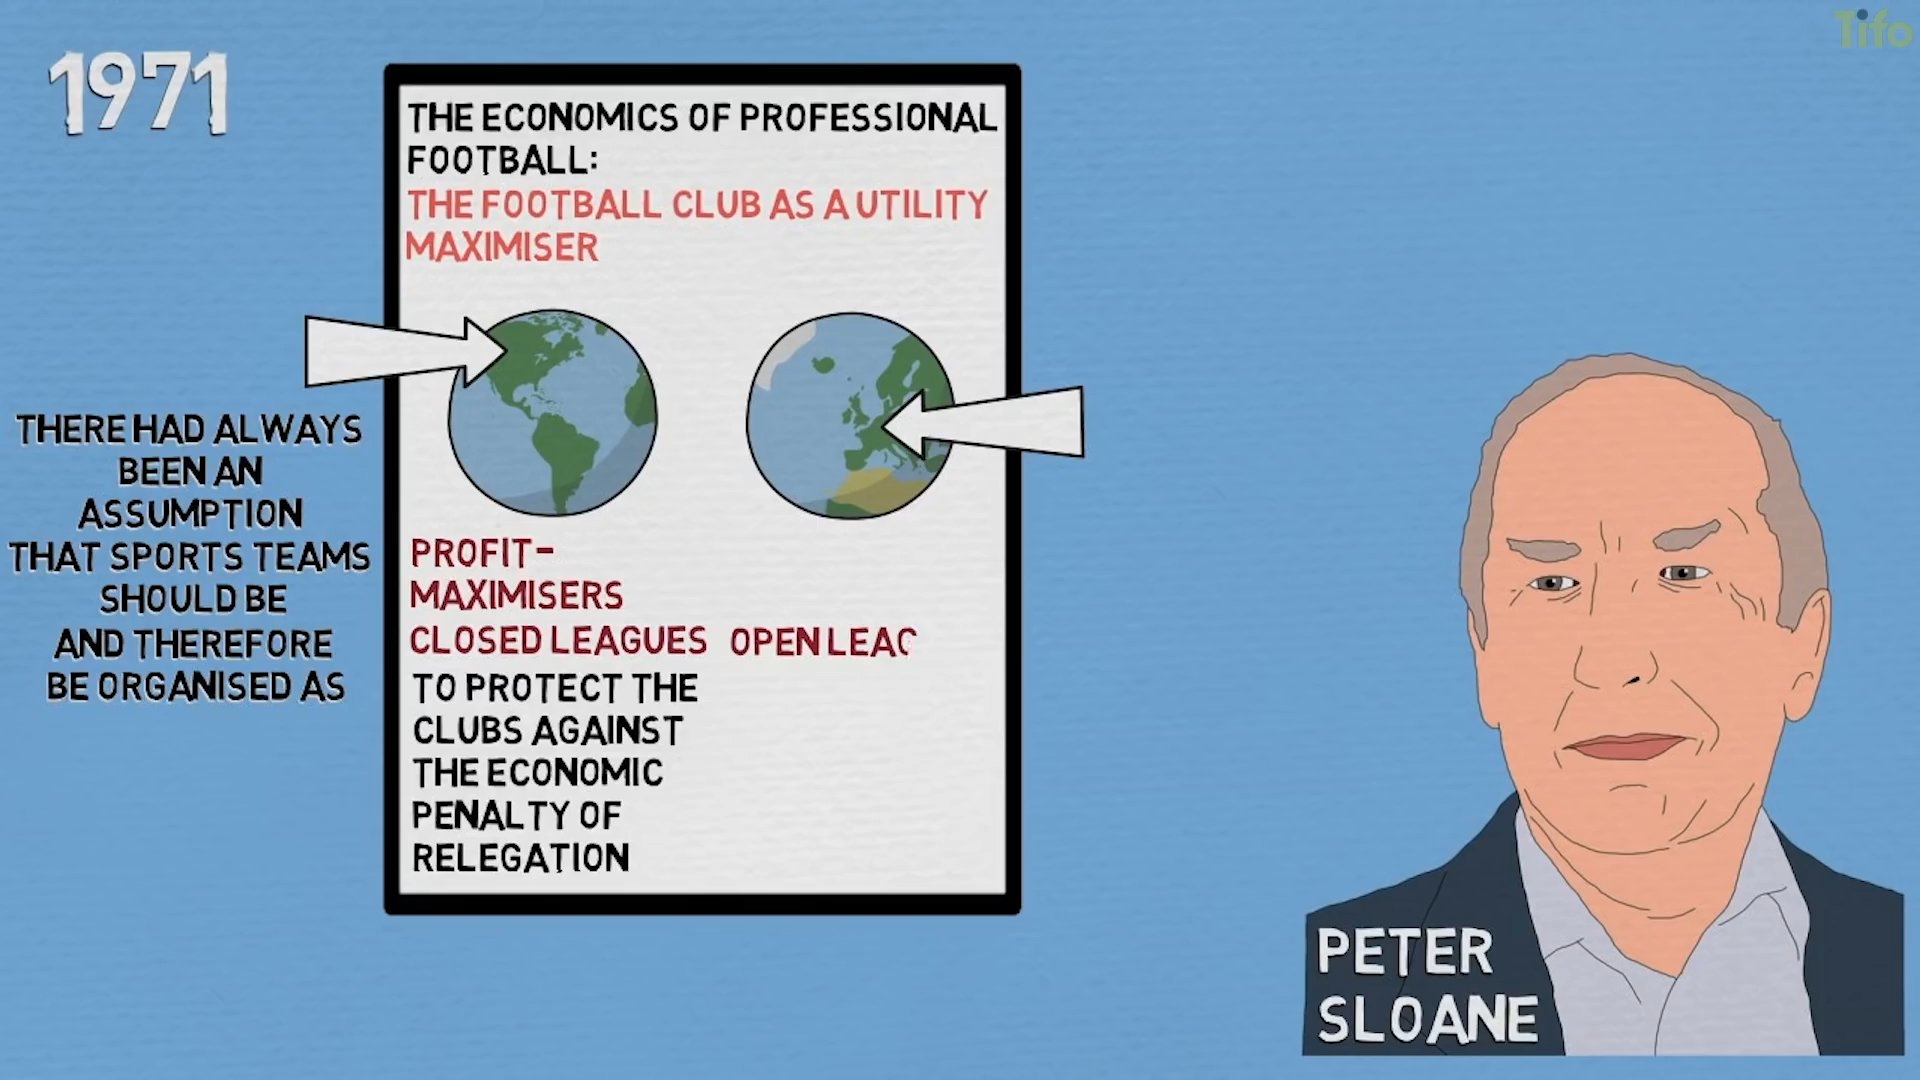 1971
Tifo
THE ECONOMICS OF PROFESSIONAL
FOOTBALL:
THE FOOTBALL CLUB AS A UTILITY
MAXIMISER
THERE HAD ALWAYS
BEEN AN
ASSUMPTION
THAT SPORTS TEAMS
SHOULD BE
AND THEREFORE
BE ORGANISED AS
PROFIT-
MAXIMISERS
CLOSED LEAGUES
TO PROTECT THE
CLUBS AGAINST
THE ECONOMIC
PENALTY OF
RELEGATION
OPEN
PETER
SLOANE